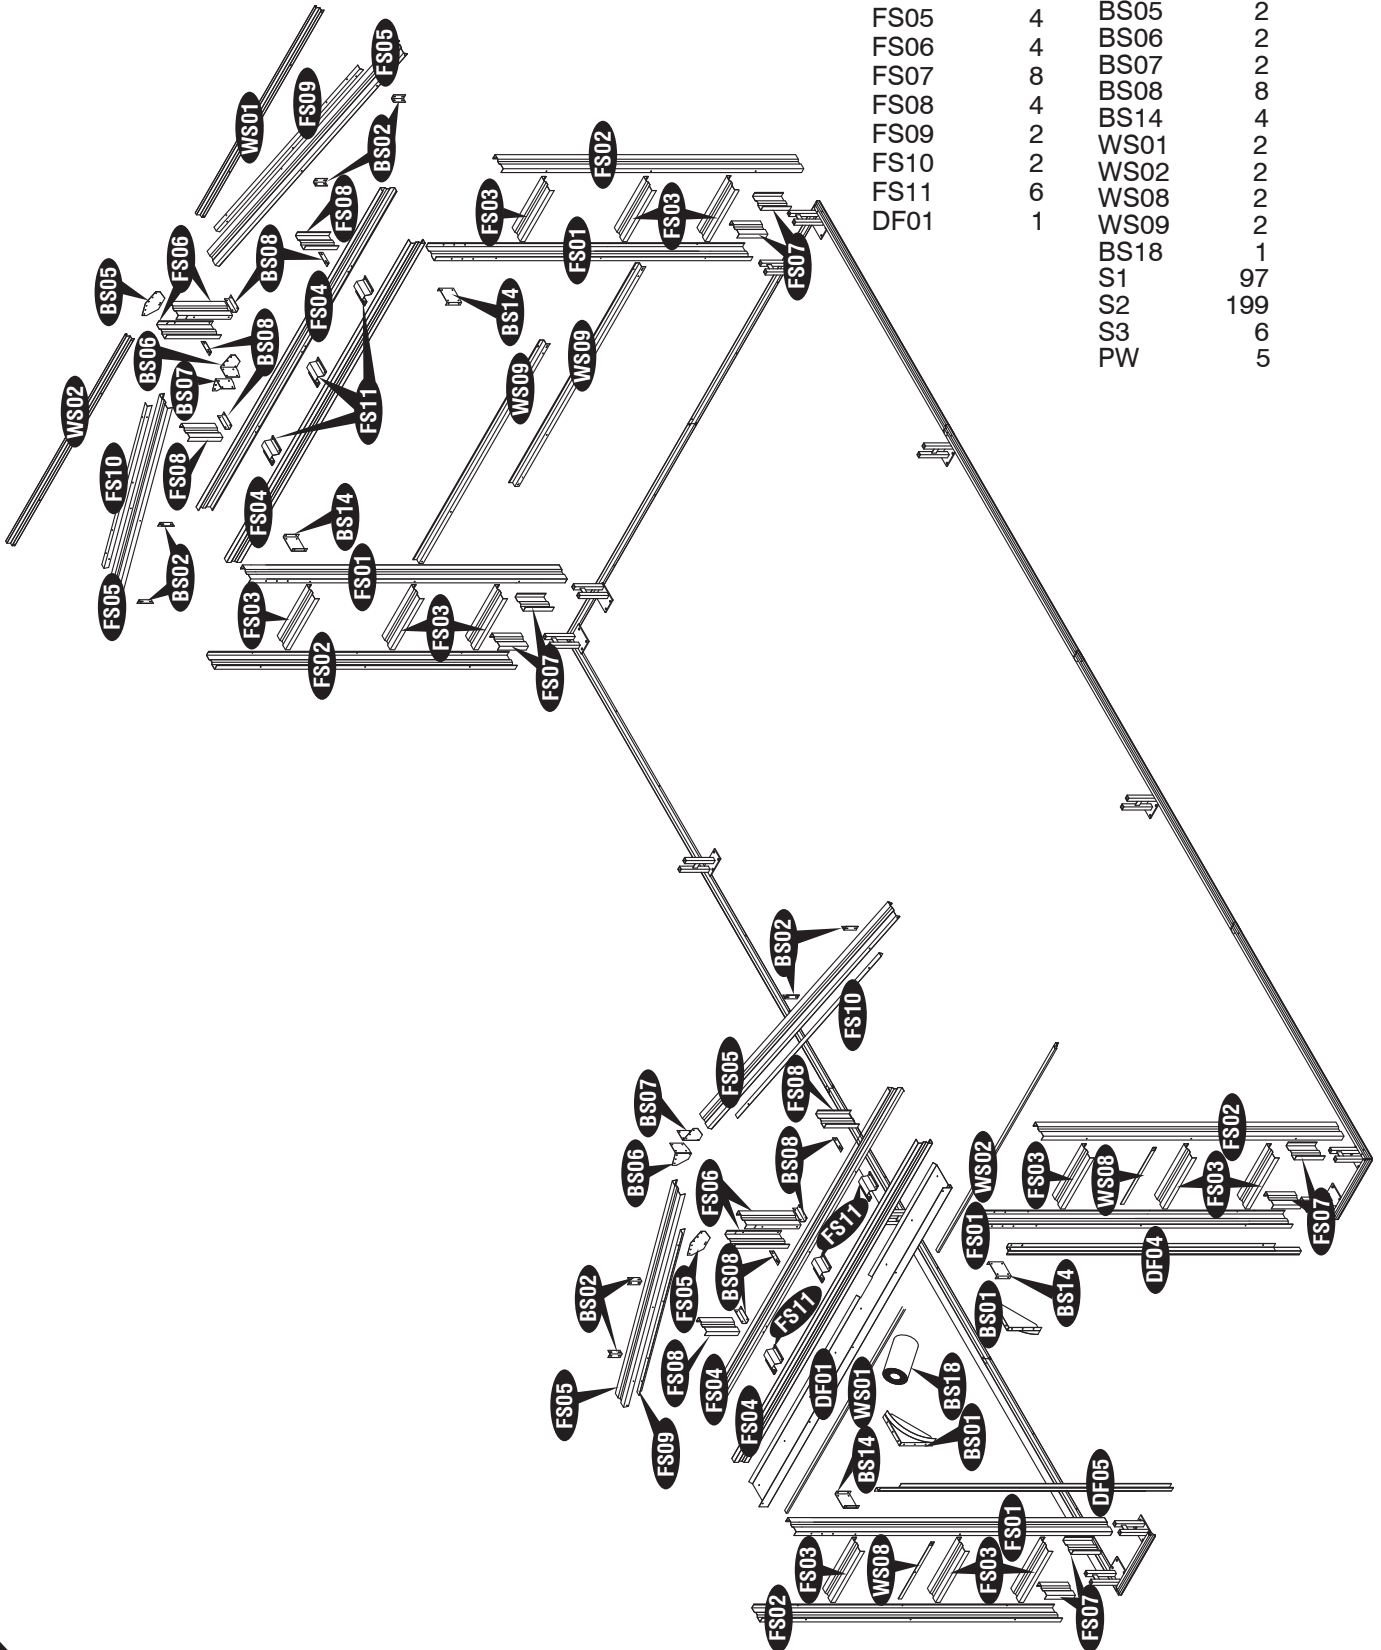 FS05 4
FS06 4
FS07 8
FS08 4
FS09 2
FS10 2
FS11 6
DF01 1
BS05 2
BS06 2
BS07 2
BS08 8
BS14 4
WS01 2
WS02 2
WS08 2
WS09 2
BS18 1
S1 97
S2 199
S3 6
PW 5
WS01
FS09
FS05
BS02
FS08
BS08
FS06
BS05
FS04
BS08
BS06
BS07
WS02
FS10
FS08
FS05
BS02
FS04
FS11
BS14
FS02
FS03
FS03
FS01
FS07
BS14
WS09
WS09
FS01
FS03
FS03
FS02
FS07
BS02
FS10
FS05
FS08
BS07
BS06
BS08
FS06
FS11
BS02
FS05
BS08
FS11
FS08
FS04
FS05
FS09
FS04
DF01
WS01
BS18
BS01
BS14
WS02
FS03
WS08
FS03
FS02
FS01
FS07
DF04
BS14
BS01
DF05
FS01
FS03
WS08
FS03
FS02
FS07